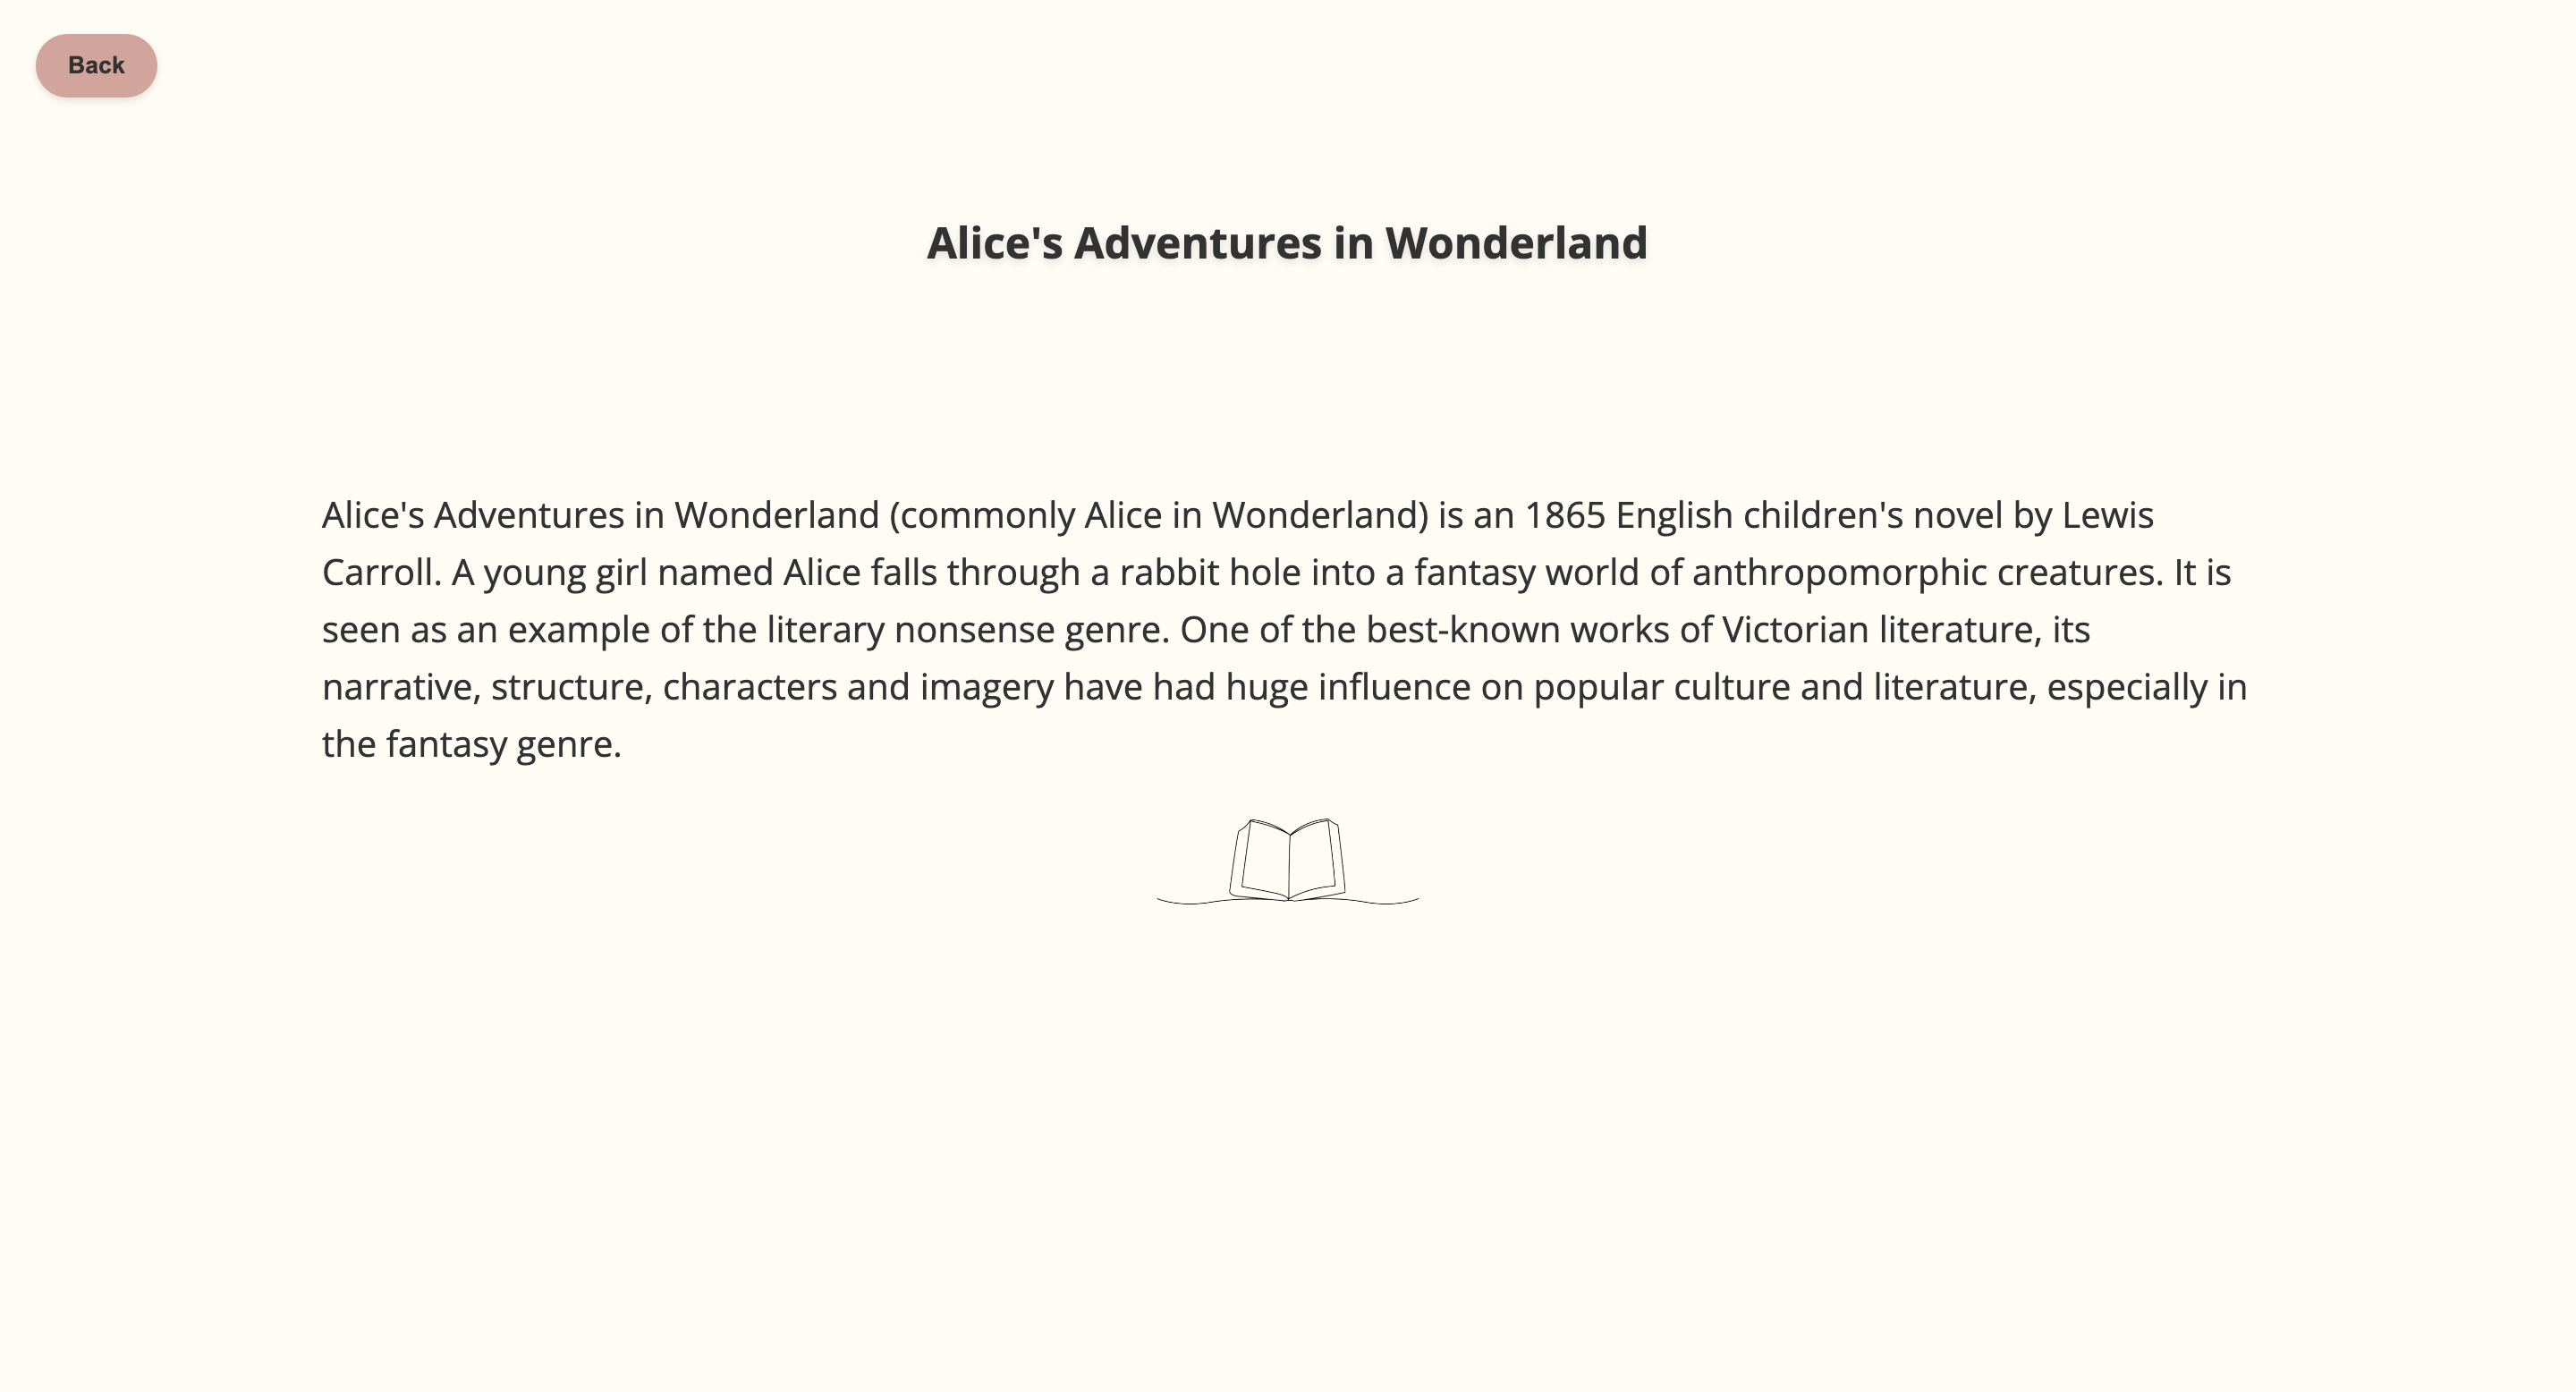 Back
Alice's Adventures in Wonderland
Alice's Adventures in Wonderland (commonly Alice in Wonderland) is an 1865 English children's novel by Lewis
Carroll. A young girl named Alice falls through a rabbit hole into a fantasy world of anthropomorphic creatures. It is
seen as an example of the literary nonsense genre. One of the best-known works of Victorian literature, its
narrative, structure, characters and imagery have had huge influence on popular culture and literature, especially in
the fantasy genre.